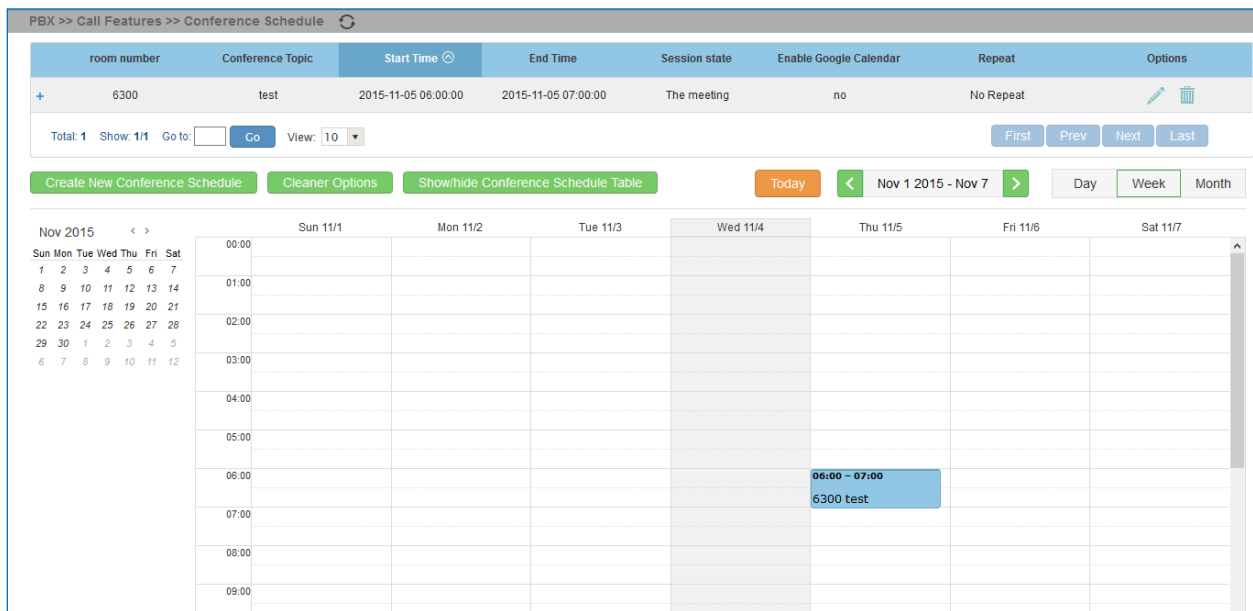 PBX >> Call Features >> Conference Schedule
room number Conference Topic Start Time End Time Session state Enable Google Calendar Repeat Options
+ 6300 test 2015-11-05 06:00:00 2015-11-05 07:00:00 The meeting no No Repeat
Total: 1 Show: 1/1 Go to: Go View: 10 First Prev Next Last
Create New Conference Schedule Cleaner Options Show/hide Conference Schedule Table Today < Nov 1 2015 - Nov 7 > Day Week Month
Nov 2015 < >
Sun Mon Tue Wed Thu Fri Sat
1 2 3 4 5 6 7
8 9 10 11 12 13 14
15 16 17 18 19 20 21
22 23 24 25 26 27 28
29 30 1 2 3 4 5
6 7 8 9 10 11 12
Sun 11/1 Mon 11/2 Tue 11/3 Wed 11/4 Thu 11/5 Fri 11/6 Sat 11/7
00:00
01:00
02:00
03:00
04:00
05:00
06:00 06:00 – 07:00
6300 test
07:00
08:00
09:00